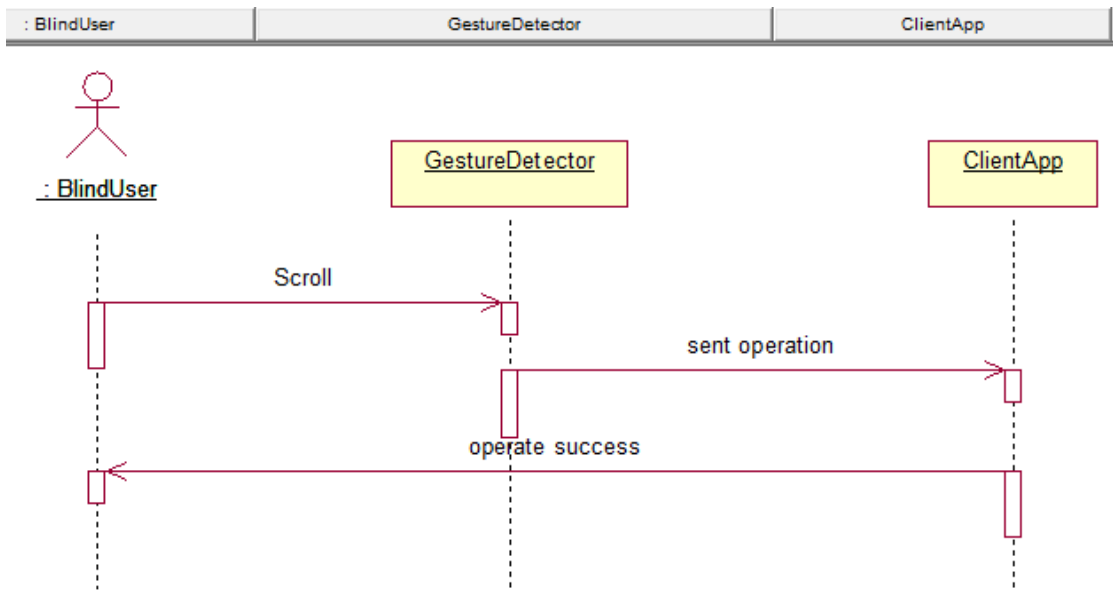 : BlindUser
GestureDetector
ClientApp
: BlindUser
GestureDetector
ClientApp
Scroll
sent operation
operate success